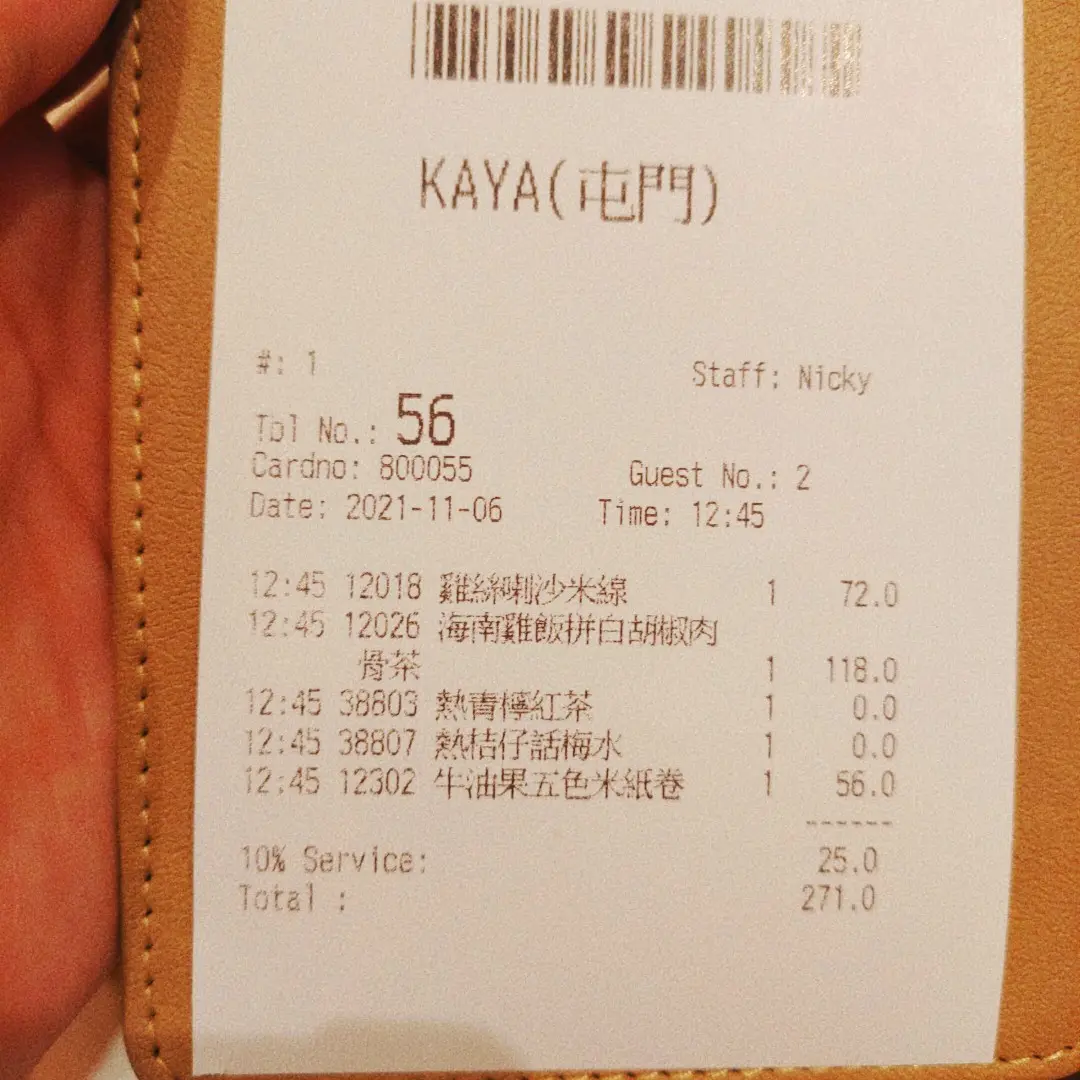 KAYA(屯門)
#: 1 Staff: Nicky
Tbl No.: 56
Cardno: 800055 Guest No.: 2
Date: 2021-11-06 Time: 12:45
12:45 12018 雞絲喇沙米線 1 72.0
12:45 12026 海南雞飯拼白胡椒肉
骨茶 1 118.0
12:45 38803 熱青檸紅茶 1 0.0
12:45 38807 熱桔仔話梅水 1 0.0
12:45 12302 牛油果五色米紙卷 1 56.0
------
10% Service: 25.0
Total : 271.0